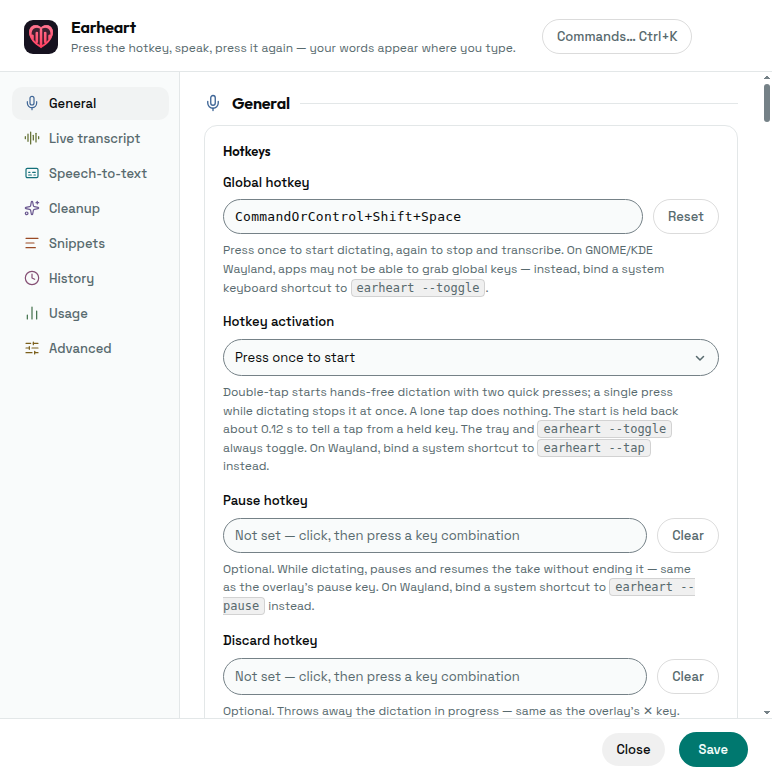 Earheart
Press the hotkey, speak, press it again — your words appear where you type.
Commands... Ctrl+K
General
Live transcript
Speech-to-text
Cleanup
Snippets
History
Usage
Advanced
General
Hotkeys
Global hotkey
CommandOrControl+Shift+Space
Reset
Press once to start dictating, again to stop and transcribe. On GNOME/KDE
Wayland, apps may not be able to grab global keys — instead, bind a system
keyboard shortcut to earheart --toggle.
Hotkey activation
Press once to start
Double-tap starts hands-free dictation with two quick presses; a single press
while dictating stops it at once. A lone tap does nothing. The start is held back
about 0.12 s to tell a tap from a held key. The tray and earheart --toggle
always toggle. On Wayland, bind a system shortcut to earheart --tap
instead.
Pause hotkey
Not set — click, then press a key combination
Clear
Optional. While dictating, pauses and resumes the take without ending it — same
as the overlay's pause key. On Wayland, bind a system shortcut to earheart --
pause instead.
Discard hotkey
Not set — click, then press a key combination
Clear
Optional. Throws away the dictation in progress — same as the overlay's ✕ key.
Close
Save